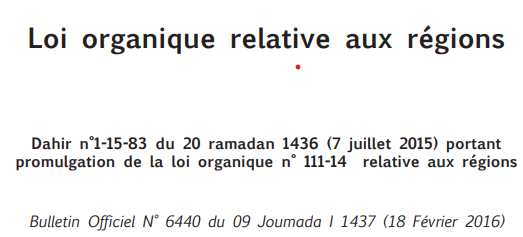 Loi organique relative aux régions
Dahir n°1-15-83 du 20 ramadan 1436 (7 juillet 2015) portant
promulgation de la loi organique n° 111-14 relative aux régions
Bulletin Officiel N° 6440 du 09 Joumada I 1437 (18 Février 2016)